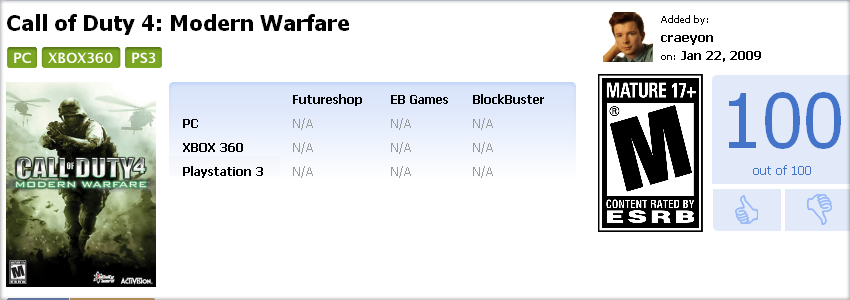 Call of Duty 4: Modern Warfare
PC XBOX360 PS3
Added by:
craeyon
on: Jan 22, 2009
CALL OF DUTY 4
MODERN WARFARE
M
ACTIVISION
Futureshop EB Games BlockBuster
PC N/A N/A N/A
XBOX 360 N/A N/A N/A
Playstation 3 N/A N/A N/A
MATURE 17+
®
M
CONTENT RATED BY
ESRB
100
out of 100